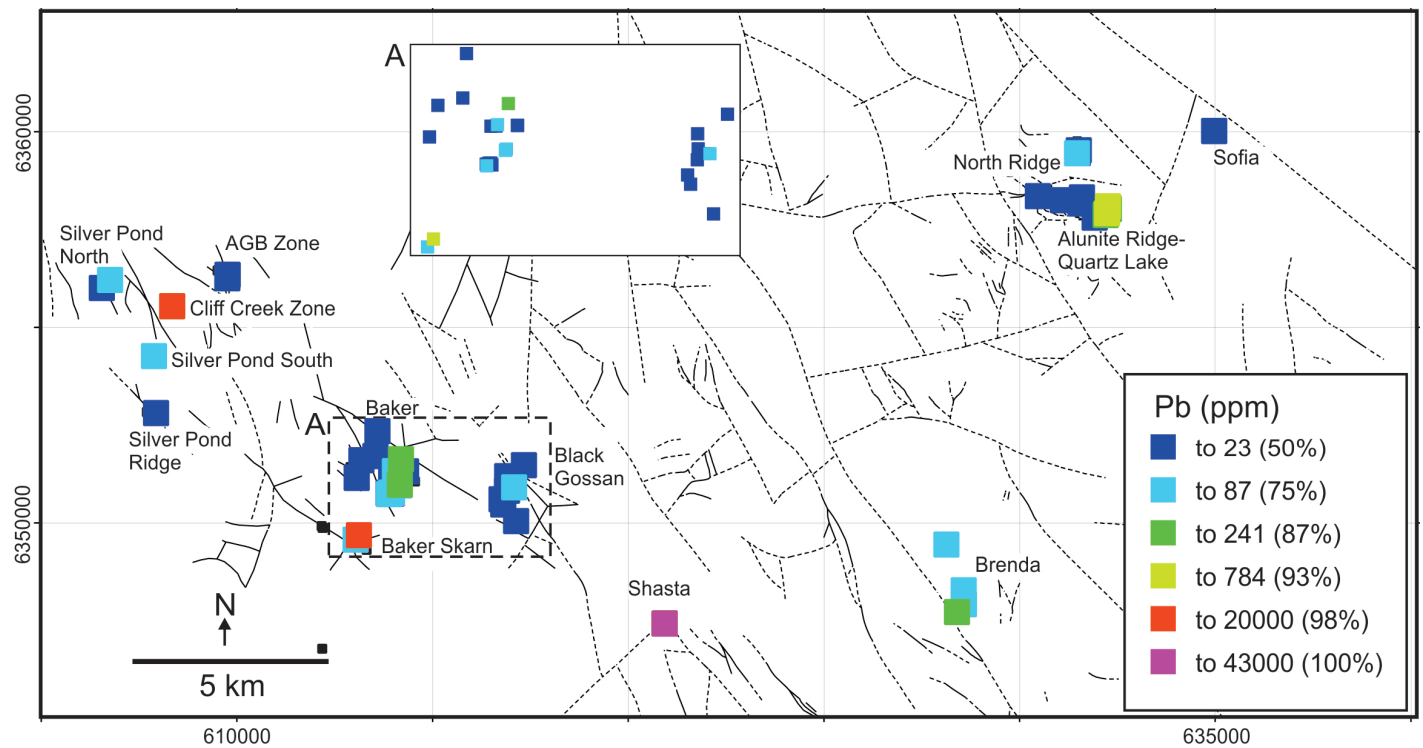 A
6360000
North Ridge
Sofia
Silver Pond
North
AGB Zone
Alunite Ridge-
Quartz Lake
Cliff Creek Zone
Silver Pond South
Pb (ppm)
to 23 (50%)
to 87 (75%)
to 241 (87%)
to 784 (93%)
to 20000 (98%)
to 43000 (100%)
A
Baker
Silver Pond
Ridge
Black
Gossan
6350000
Baker Skarn
Brenda
Shasta
N
5 km
610000
635000